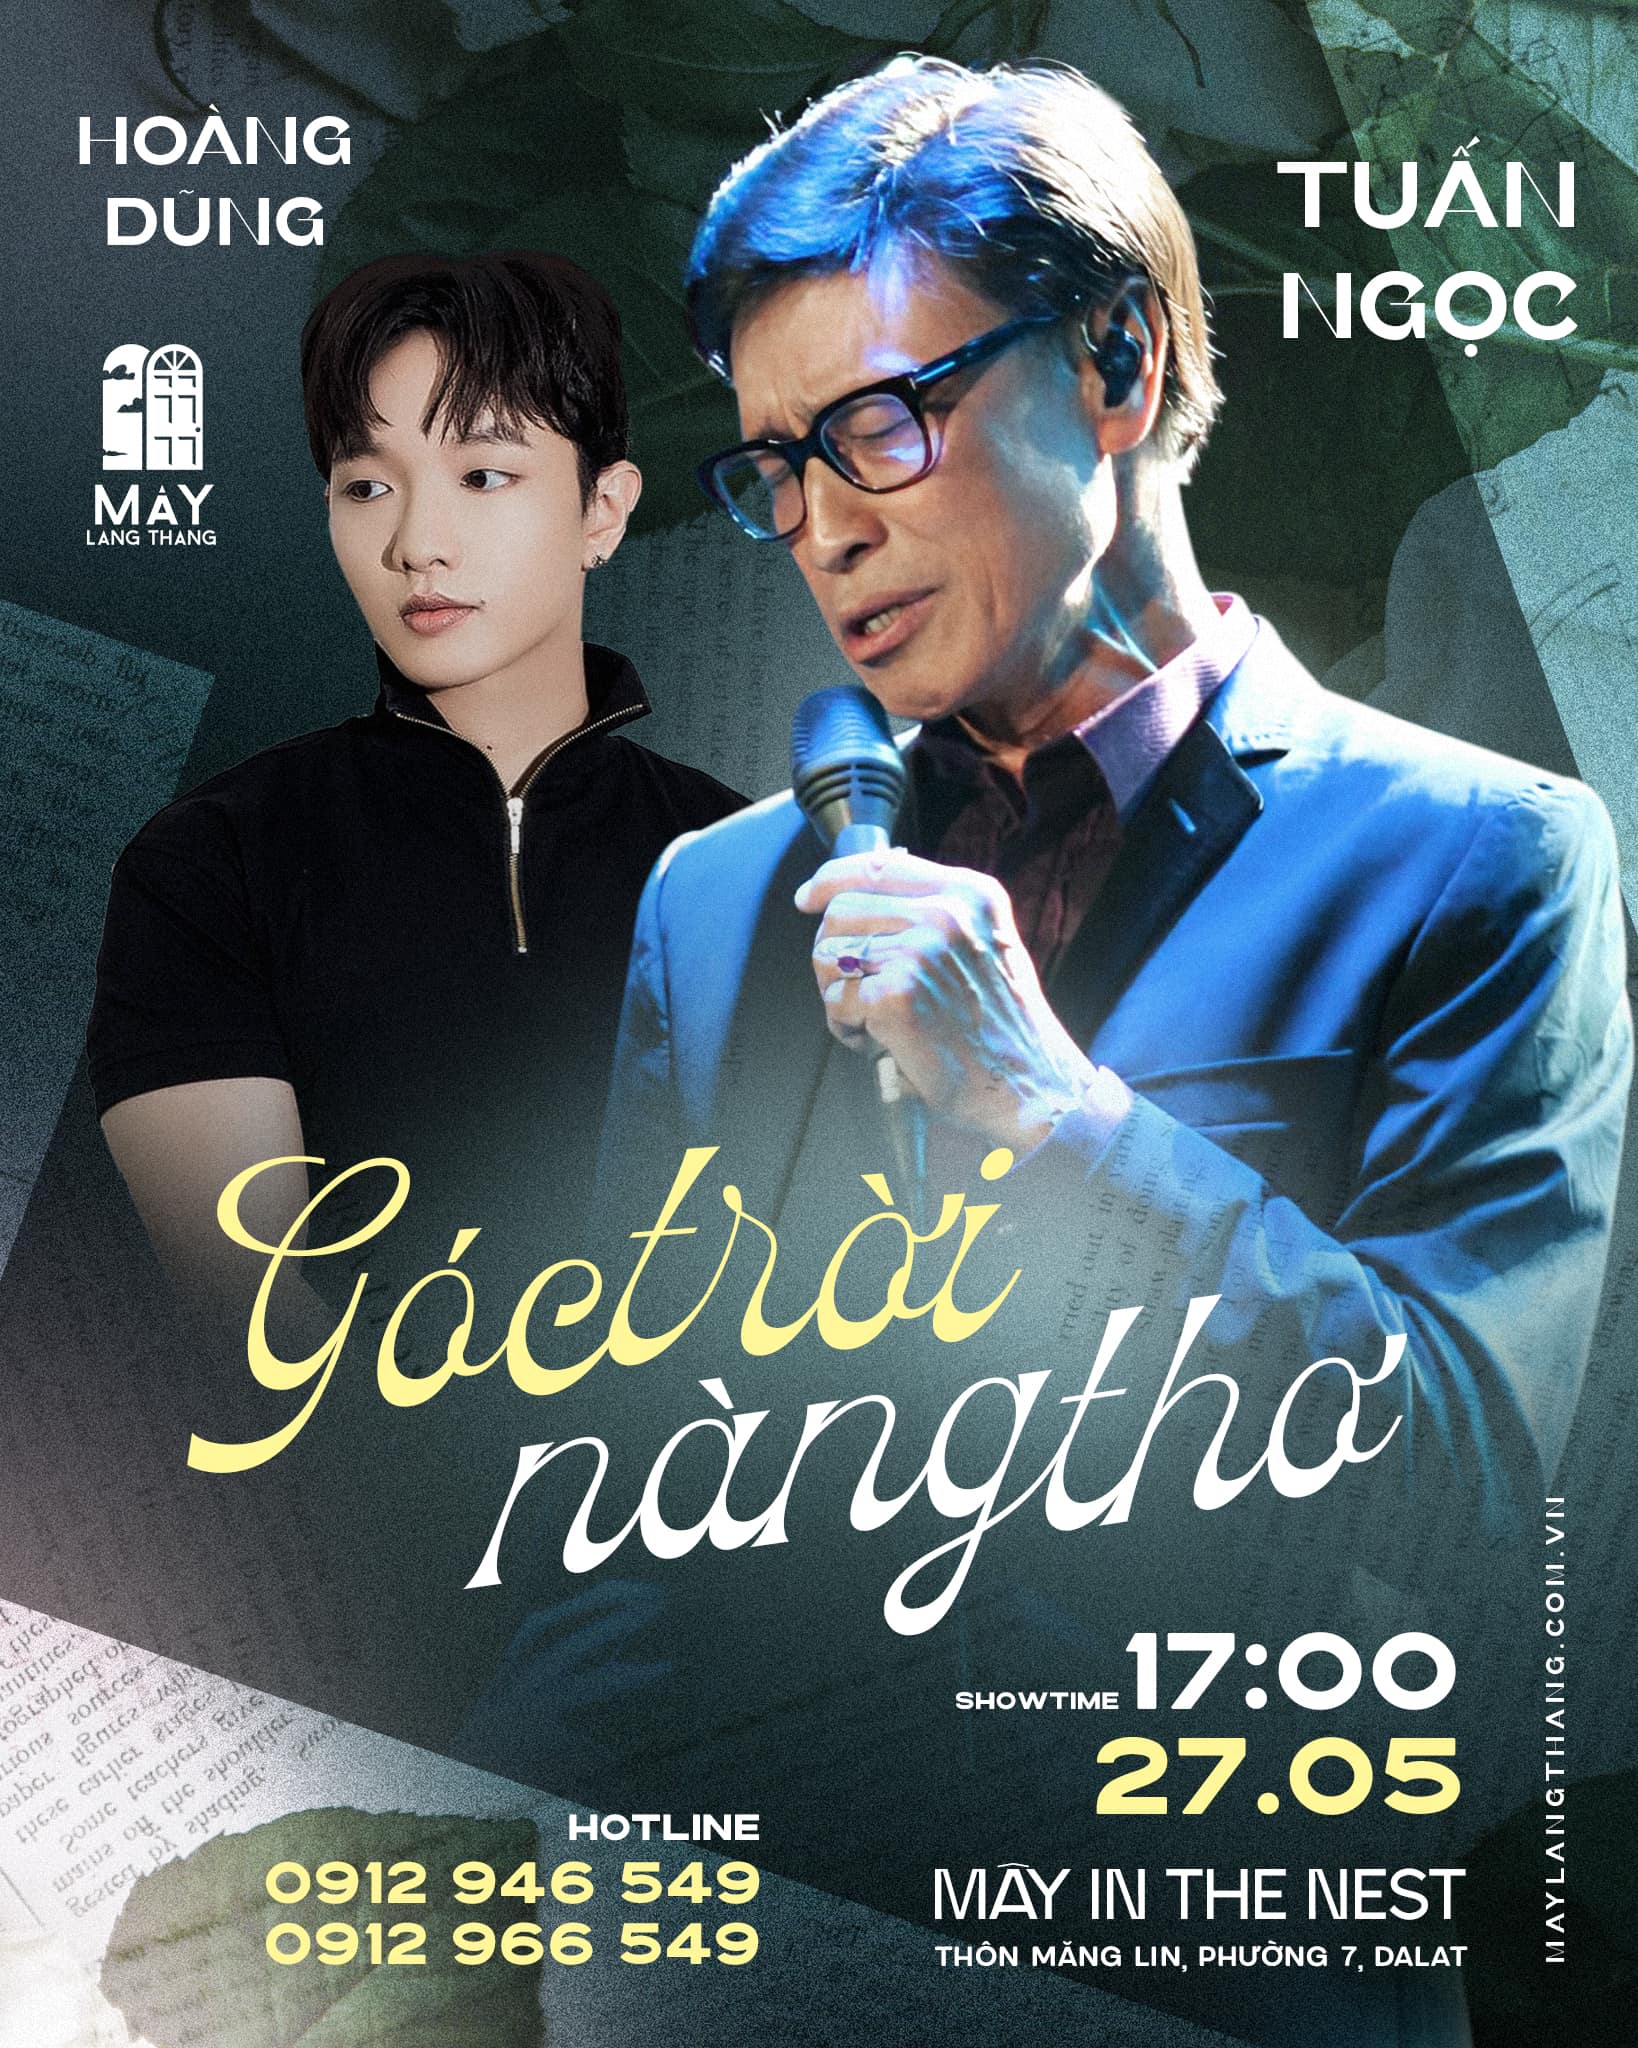 HOÀNG
DŨNG
TUẤN
NGỌC
MÂY
LANG THANG
Góc trời
nàng thơ
SHOWTIME 17:00
27.05
HOTLINE
0912 946 549
0912 966 549
MÂY IN THE NEST
THÔN MĂNG LIN, PHƯỜNG 7, DALAT
MAYLANGTHANG.COM.VN